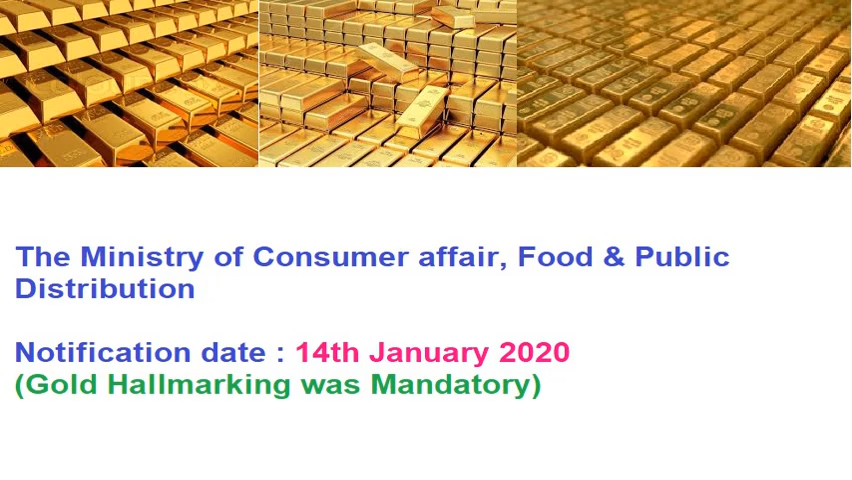 The Ministry of Consumer affair, Food & Public
Distribution
Notification date : 14th January 2020
(Gold Hallmarking was Mandatory)